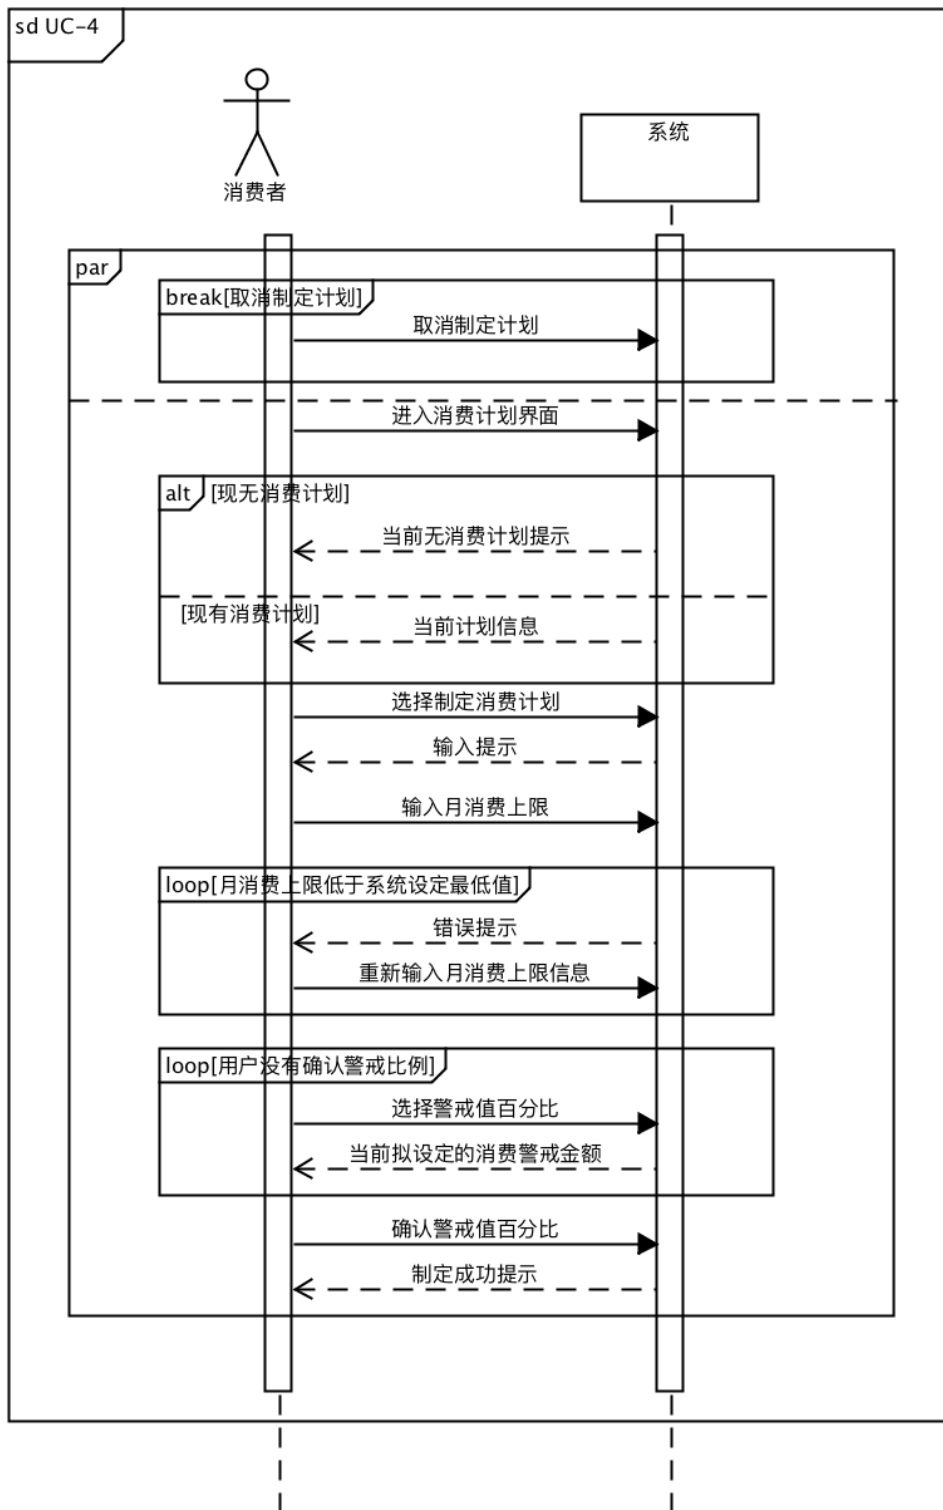 sd UC-4
系统
消费者
par
break[取消制定计划]
取消制定计划
进入消费计划界面
alt [现无消费计划]
当前无消费计划提示
[现有消费计划]
当前计划信息
选择制定消费计划
输入提示
输入月消费上限
loop[月消费上限低于系统设定最低值]
错误提示
重新输入月消费上限信息
loop[用户没有确认警戒比例]
选择警戒值百分比
当前拟设定的消费警戒金额
确认警戒值百分比
制定成功提示